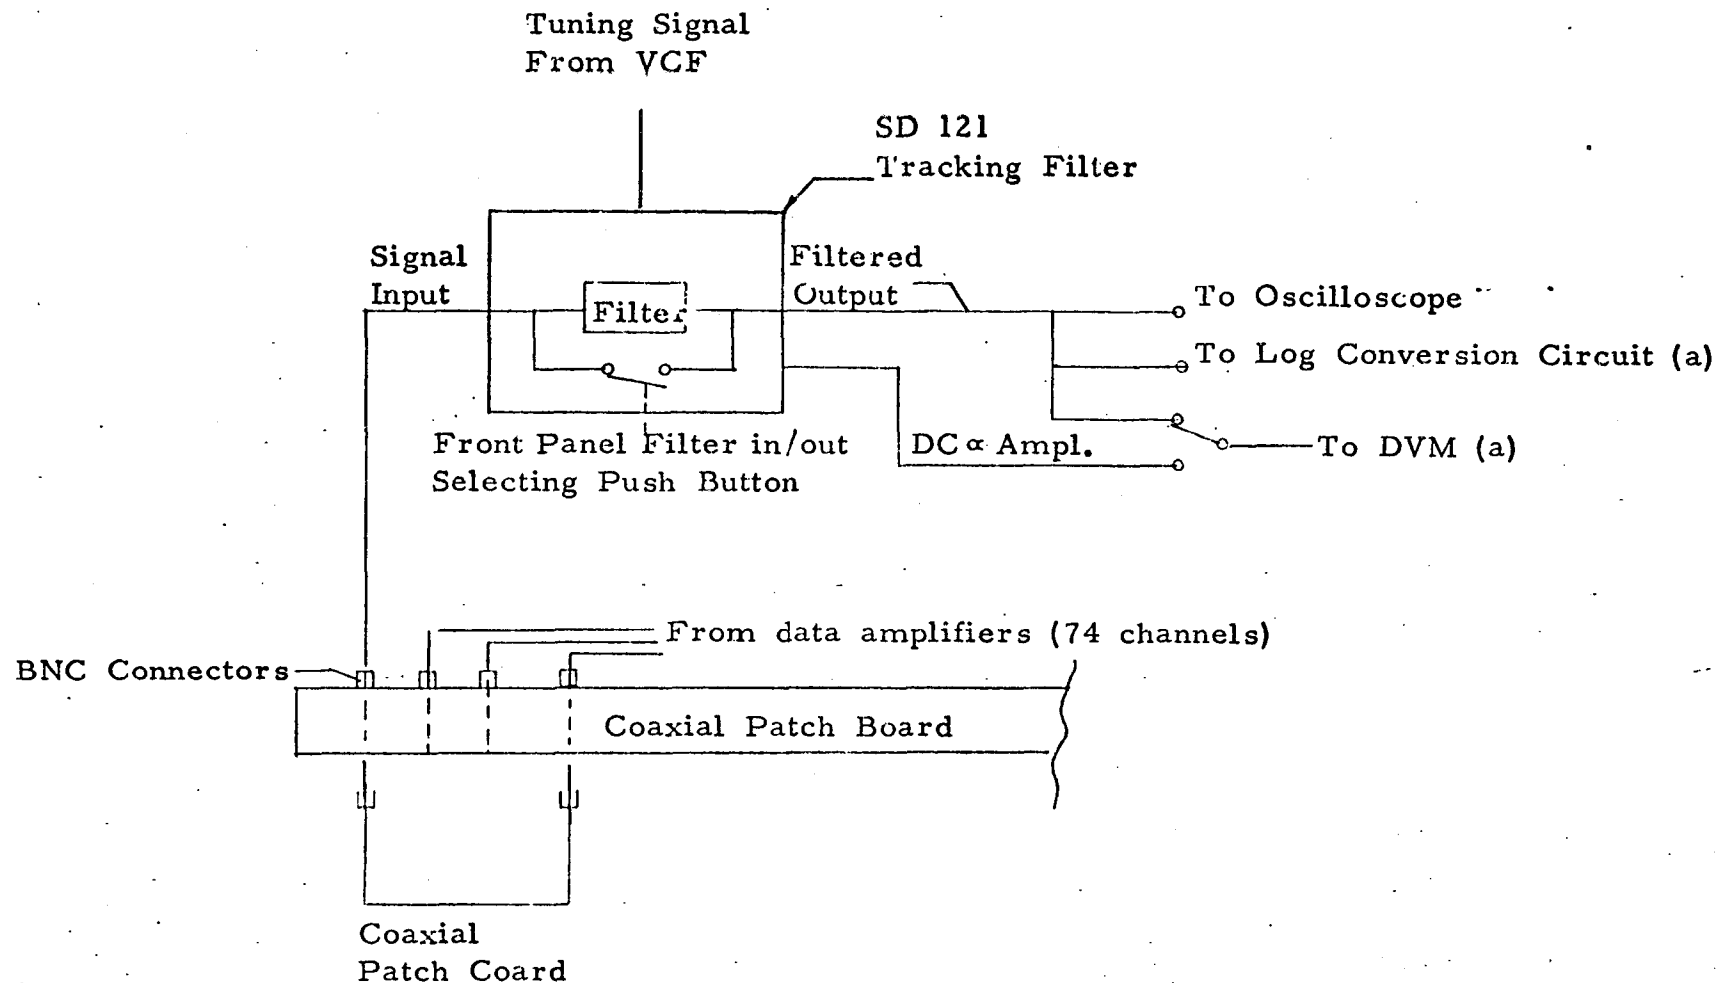 Tuning Signal
From VCF
SD 121
Tracking Filter
Signal
Input
Filter
Filtered
Output
To Oscilloscope
To Log Conversion Circuit (a)
Front Panel Filter in/out
Selecting Push Button
DC ∝ Ampl.
To DVM (a)
From data amplifiers (74 channels)
BNC Connectors
Coaxial Patch Board
Coaxial
Patch Coard